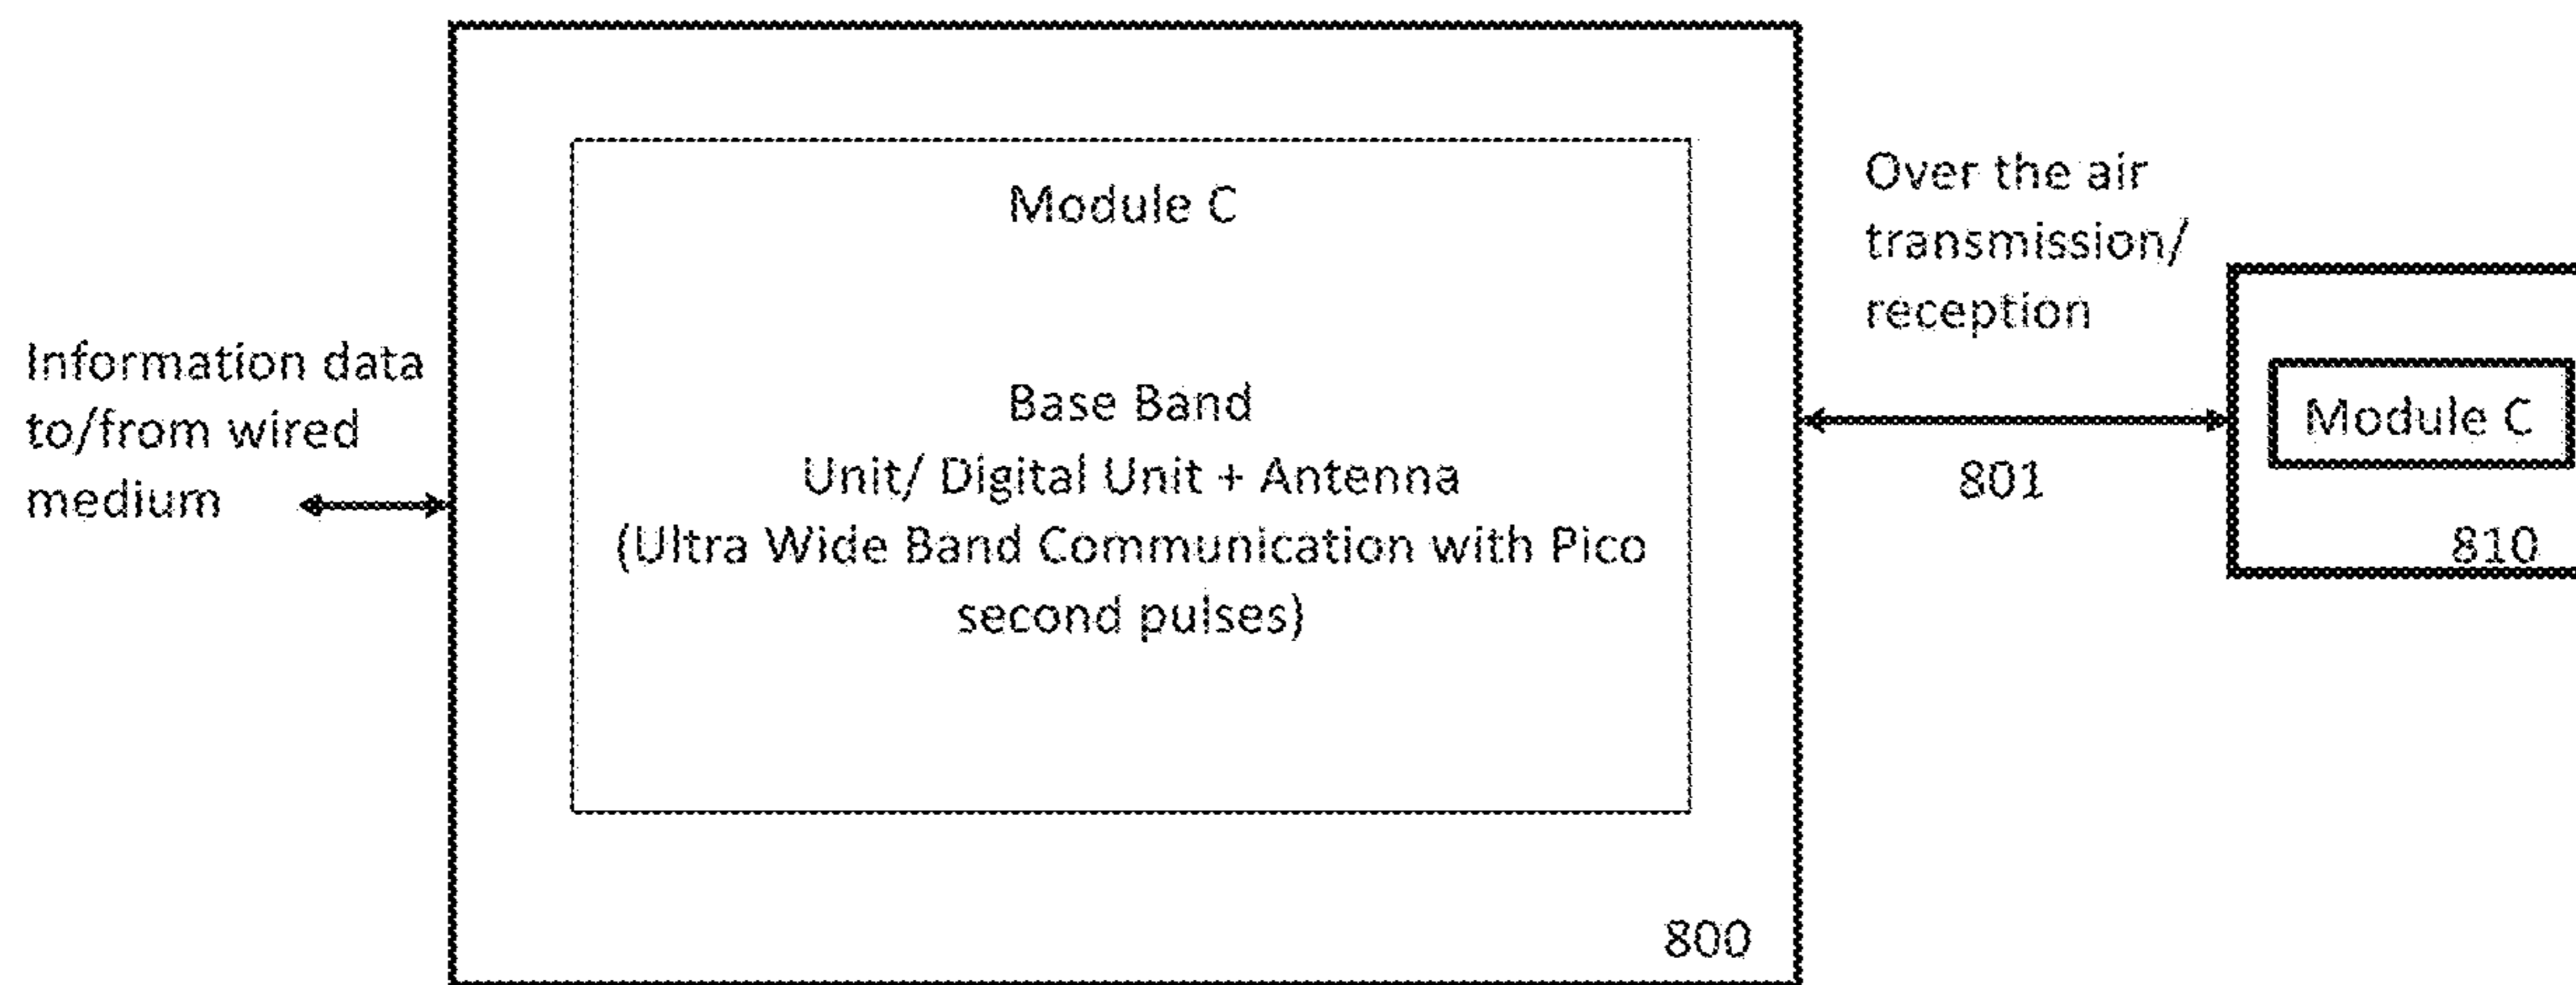 Information data
to/from wired
medium
Module C
Base Band
Unit/ Digital Unit + Antenna
(Ultra Wide Band Communication with Pico
second pulses)
800
Over the air
transmission/
reception
801
Module C
810